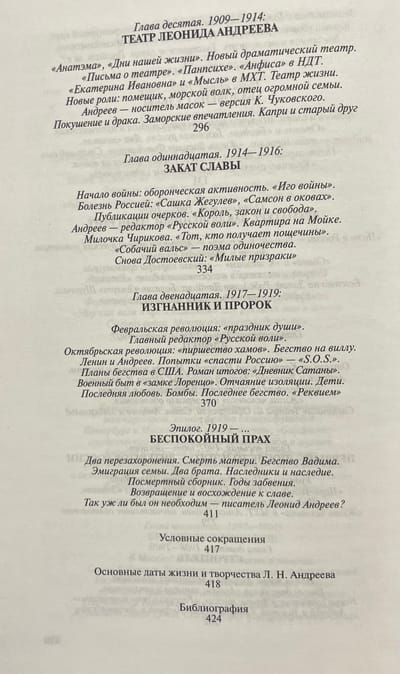 Глава десятая. 1909—1914:
ТЕАТР ЛЕОНИДА АНДРЕЕВА
«Анатэма», «Дни нашей жизни». Новый драматический театр.
«Письма о театре». «Панпсихе». «Анфиса» в НДТ.
«Екатерина Ивановна» и «Мысль» в МХТ. Театр жизни.
Новые роли: помещик, морской волк, отец огромной семьи.
Андреев — носитель масок — версия К. Чуковского.
Покушение и драка. Заморские впечатления. Капри и старый друг
296
Глава одиннадцатая. 1914—1916:
ЗАКАТ СЛАВЫ
Начало войны: оборонческая активность. «Иго войны».
Болезнь Россией: «Сашка Жегулев», «Самсон в оковах».
Публикации очерков. «Король, закон и свобода»,
Андреев — редактор «Русской воли». Квартира на Мойке.
Милочка Чирикова. «Тот, кто получает пощечины».
«Собачий вальс» — поэма одиночества.
Снова Достоевский: «Милые призраки»
334
Глава двенадцатая. 1917—1919:
ИЗГНАННИК И ПРОРОК
Февральская революция: «праздник души».
Главный редактор «Русской воли».
Октябрьская революция: «пиршество хамов». Бегство на виллу.
Ленин и Андреев. Попытки «спасти Россию» — «S.O.S.».
Планы бегства в США. Роман итогов: «Дневник Сатаны».
Военный быт в «замке Лоренцо». Отчаяние изоляции. Дети.
Последняя любовь. Бомбы. Последнее бегство. «Реквием»
370
Эпилог. 1919 — ...
БЕСПОКОЙНЫЙ ПРАХ
Два перезахоронения. Смерть матери. Бегство Вадима.
Эмиграция семьи. Два брата. Наследники и наследие.
Посмертный сборник. Годы забвения.
Возвращение и восхождение к славе.
Так уж ли был он необходим — писатель Леонид Андреев?
411
Условные сокращения
417
Основные даты жизни и творчества Л. Н. Андреева
418
Библиография
424